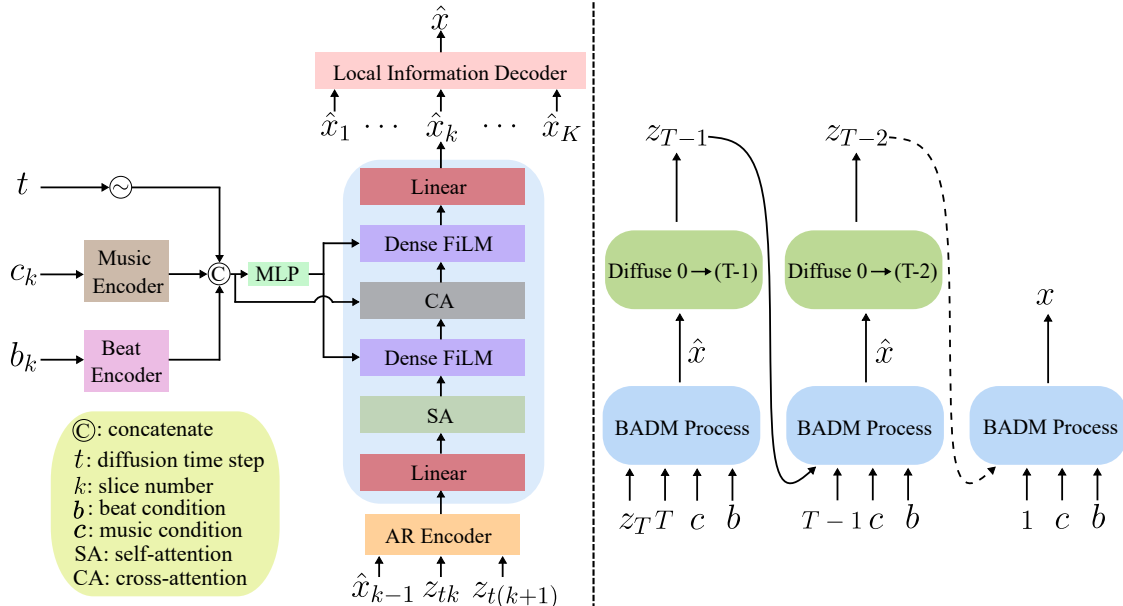 x̂
Local Information Decoder
x̂_1 ⋯ x̂_k ⋯ x̂_K
Linear
Dense FiLM
CA
Dense FiLM
SA
Linear
AR Encoder
x̂_{k−1} z_{tk} z_{t(k+1)}
t ~
c_k
Music
Encoder
© MLP
b_k
Beat
Encoder
©: concatenate
t: diffusion time step
k: slice number
b: beat condition
c: music condition
SA: self-attention
CA: cross-attention
z_{T−1} z_{T−2}
Diffuse 0→(T-1) Diffuse 0→(T-2)
x
x̂ x̂
BADM Process BADM Process BADM Process
z_T T c b T − 1 c b 1 c b